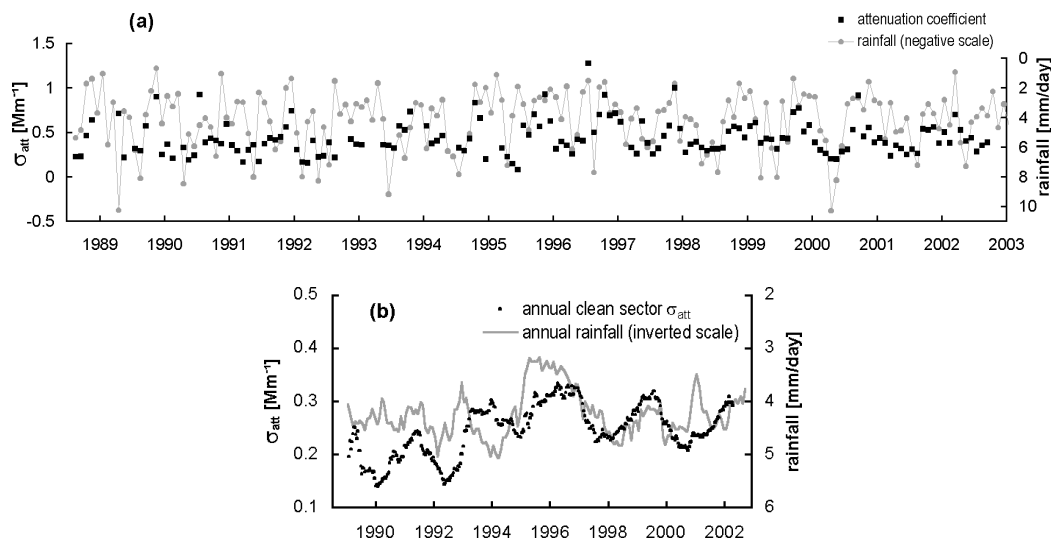 (a)
attenuation coefficient
rainfall (negative scale)
1.5
1
0.5
0
-0.5
σatt [Mm⁻¹]
0
2
4
6
8
10
rainfall [mm/day]
1989 1990 1991 1992 1993 1994 1995 1996 1997 1998 1999 2000 2001 2002 2003
(b)
annual clean sector σatt
annual rainfall (inverted scale)
0.5
0.4
0.3
0.2
0.1
σatt [Mm⁻¹]
2
3
4
5
6
rainfall [mm/day]
1990 1992 1994 1996 1998 2000 2002